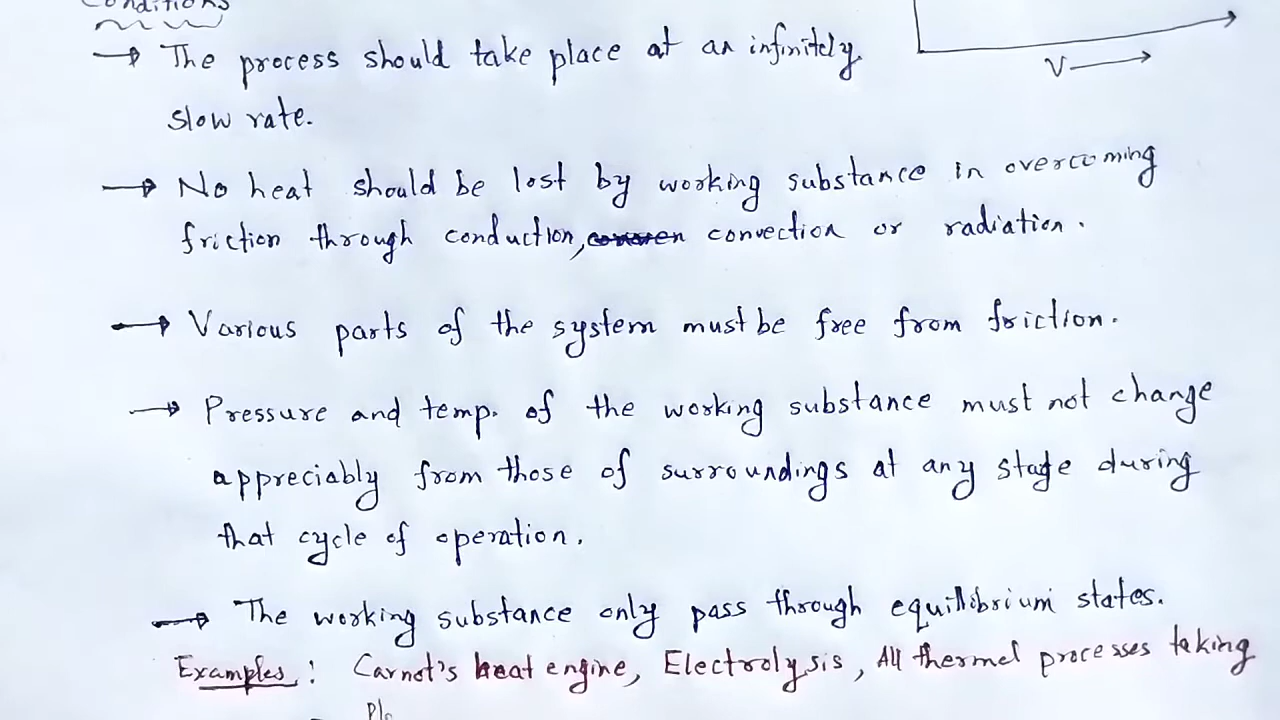 Conditions
V
→ The process should take place at an infinitely
slow rate.
→ No heat should be lost by working substance in overcoming
friction through conduction, convection or radiation.
→ Various parts of the system must be free from friction.
→ Pressure and temp. of the working substance must not change
appreciably from those of surroundings at any stage during
that cycle of operation.
→ The working substance only pass through equilibrium states.
Examples: Carnot's heat engine, Electrolysis, All thermal processes taking